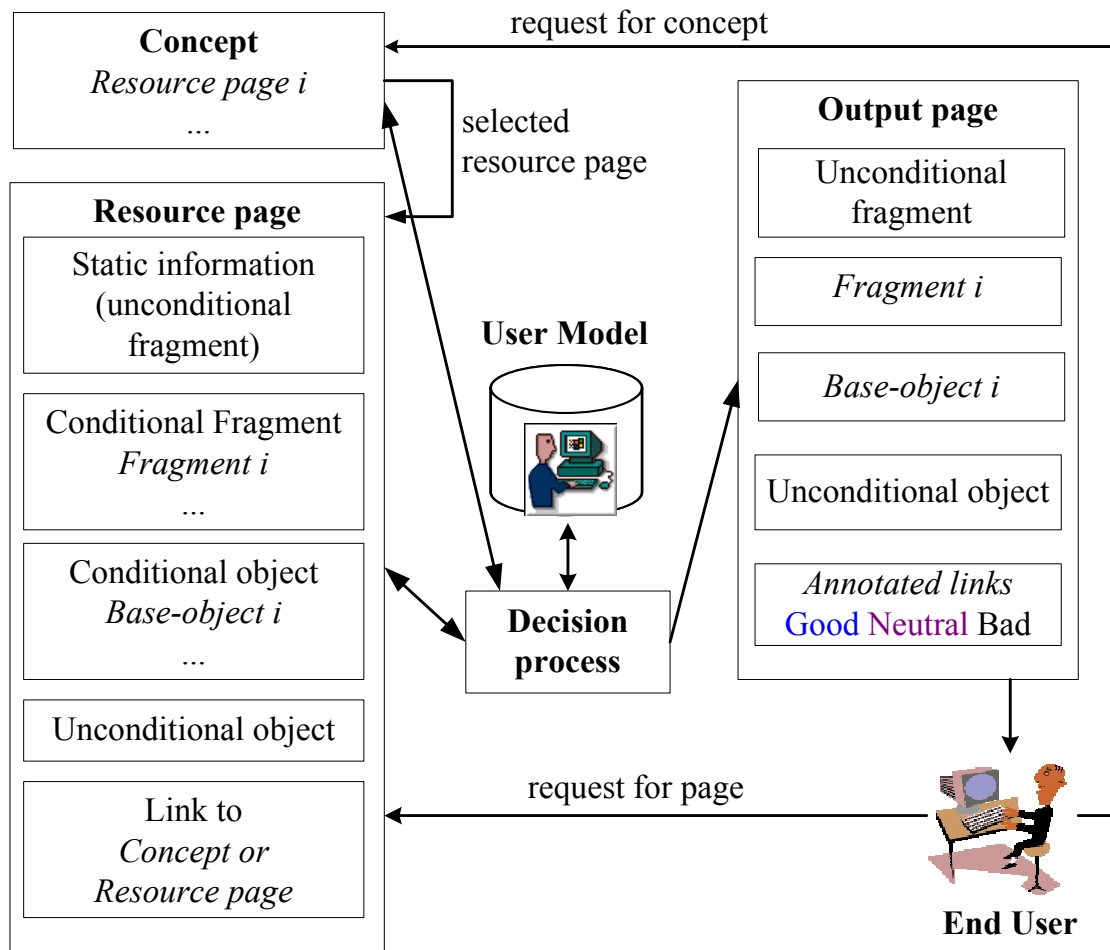 request for concept
Concept
Resource page i
...
selected
resource page
Resource page
Static information
(unconditional
fragment)
Conditional Fragment
Fragment i
...
Conditional object
Base-object i
...
Unconditional object
Link to
Concept or
Resource page
User Model
Decision
process
request for page
Output page
Unconditional
fragment
Fragment i
Base-object i
Unconditional object
Annotated links
Good Neutral Bad
End User